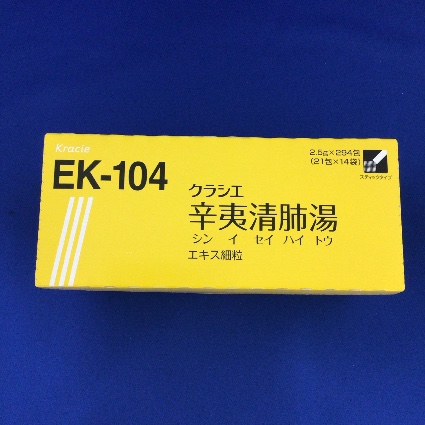 Kracie
EK-104
2.5g×294包
(21包×14袋)
スティックタイプ
クラシエ
辛夷清肺湯
シン イ セイ ハイ トウ
エキス細粒